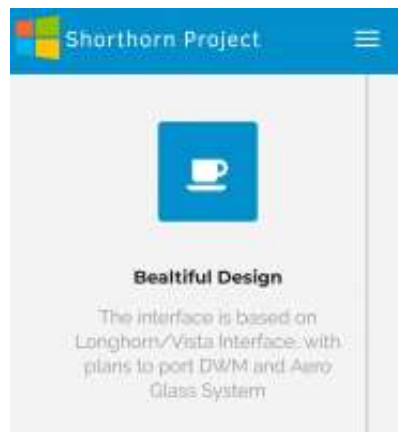 Shorthorn Project
Bealtiful Design
The interface is based on
Longhorn/Vista Interface, with
plans to port DWM and Aero
Glass System